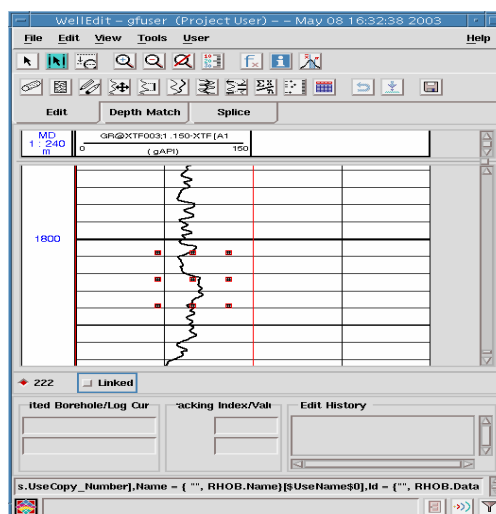 WellEdit - gfuser (Project User) - - May 08 16:32:38 2003
File Edit View Tools User Help
Edit Depth Match Splice
MD
1 : 240
m
GR@XTF003;1.150-XTF[A1
0 (gAPI) 150
1800
222 Linked
ited Borehole/Log Cur
racking Index/Valu
Edit History
s.UseCopy_Number],Name - { "", RHOB.Name}[$UseName$0],Id - {"", RHOB.Data